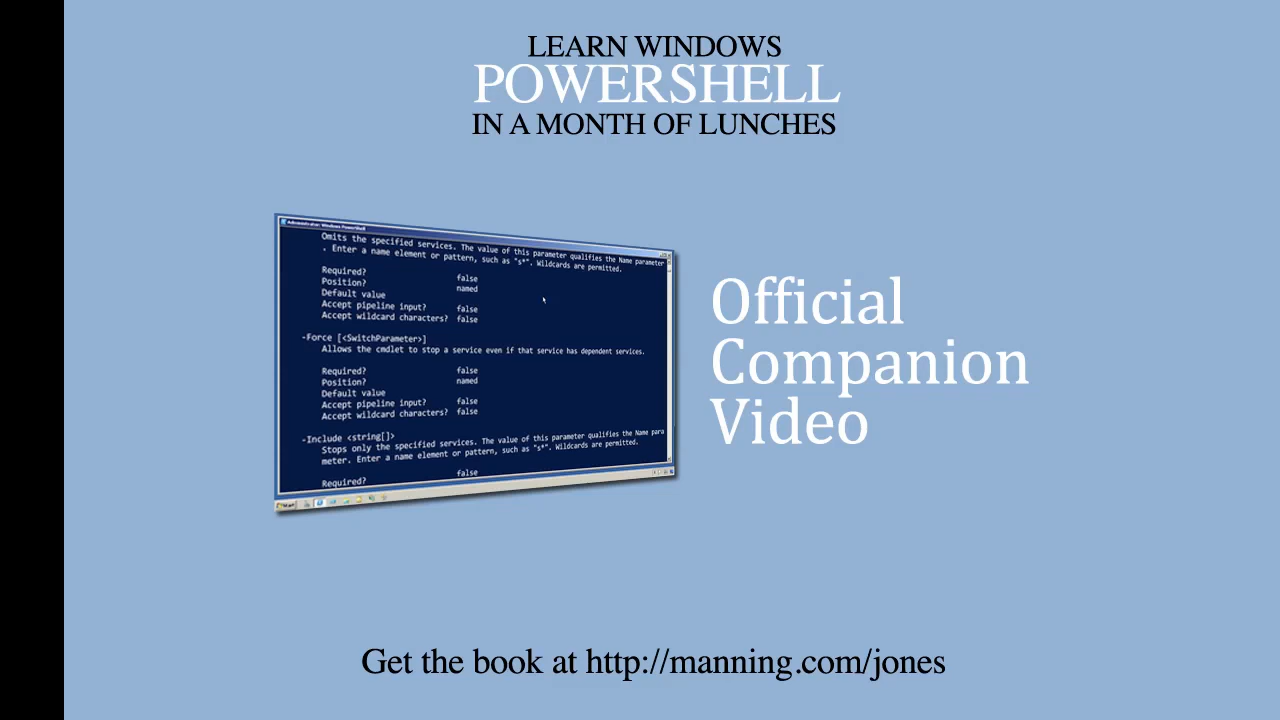 LEARN WINDOWS
POWERSHELL
IN A MONTH OF LUNCHES
Administrator: Windows PowerShell
Omits the specified services. The value of this parameter qualifies the Name parameter
. Enter a name element or pattern, such as "s*". Wildcards are permitted.
Required? false
Position? named
Default value
Accept pipeline input? false
Accept wildcard characters? false
-Force [<SwitchParameter>]
Allows the cmdlet to stop a service even if that service has dependent services.
Required? false
Position? named
Default value
Accept pipeline input? false
Accept wildcard characters? false
-Include <string[]>
Stops only the specified services. The value of this parameter qualifies the Name para
meter. Enter a name element or pattern, such as "s*". Wildcards are permitted.
Required? false
Start
Official
Companion
Video
Get the book at http://manning.com/jones